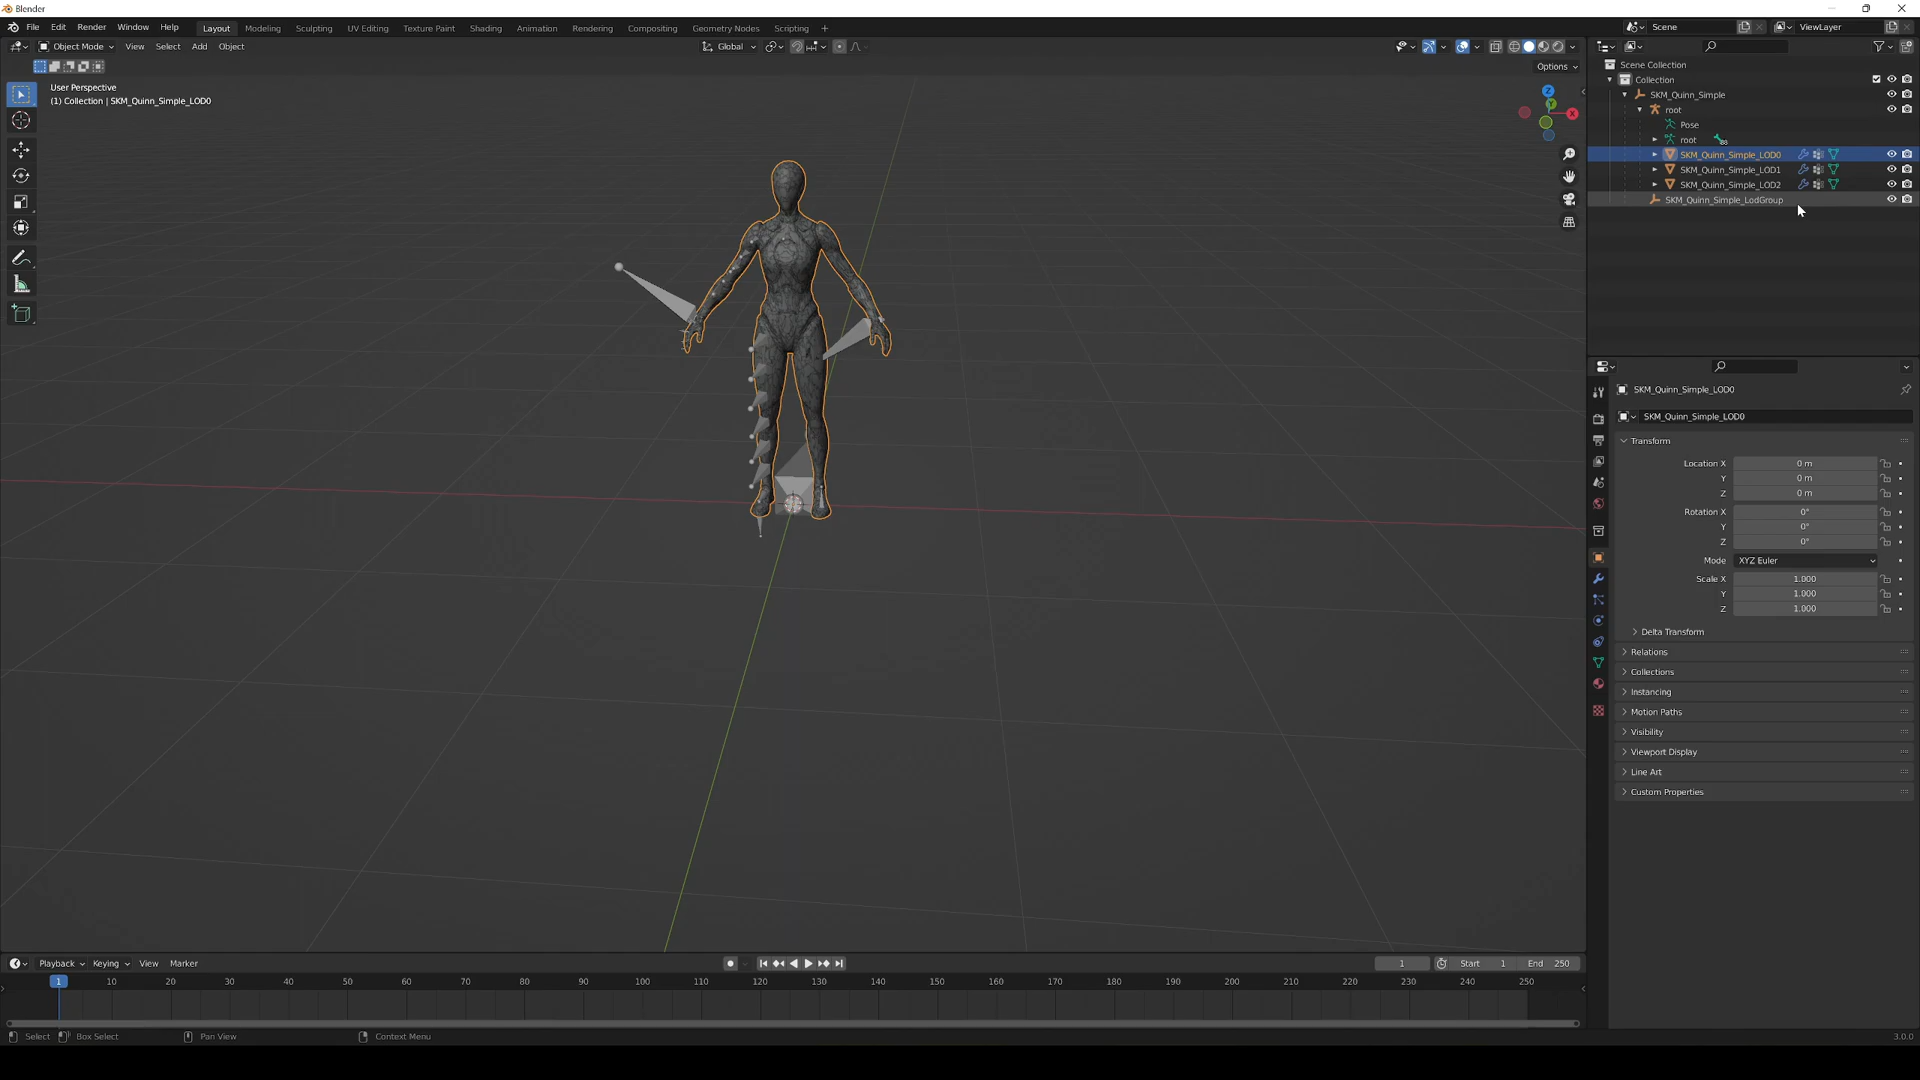 Blender
File Edit Render Window Help Layout Modeling Sculpting UV Editing Texture Paint Shading Animation Rendering Compositing Geometry Nodes Scripting + Scene ViewLayer
Object Mode View Select Add Object Global
Options
User Perspective
(1) Collection | SKM_Quinn_Simple_LOD0
Z
Y
X
Scene Collection
Collection
SKM_Quinn_Simple
root
Pose
root
SKM_Quinn_Simple_LOD0
SKM_Quinn_Simple_LOD1
SKM_Quinn_Simple_LOD2
SKM_Quinn_Simple_LodGroup
SKM_Quinn_Simple_LOD0
SKM_Quinn_Simple_LOD0
Transform
Location X 0 m
Y 0 m
Z 0 m
Rotation X 0°
Y 0°
Z 0°
Mode XYZ Euler
Scale X 1.000
Y 1.000
Z 1.000
Delta Transform
Relations
Collections
Instancing
Motion Paths
Visibility
Viewport Display
Line Art
Custom Properties
Playback Keying View Marker 1 Start 1 End 250
1 10 20 30 40 50 60 70 80 90 100 110 120 130 140 150 160 170 180 190 200 210 220 230 240 250
Select Box Select Pan View Context Menu 3.0.0